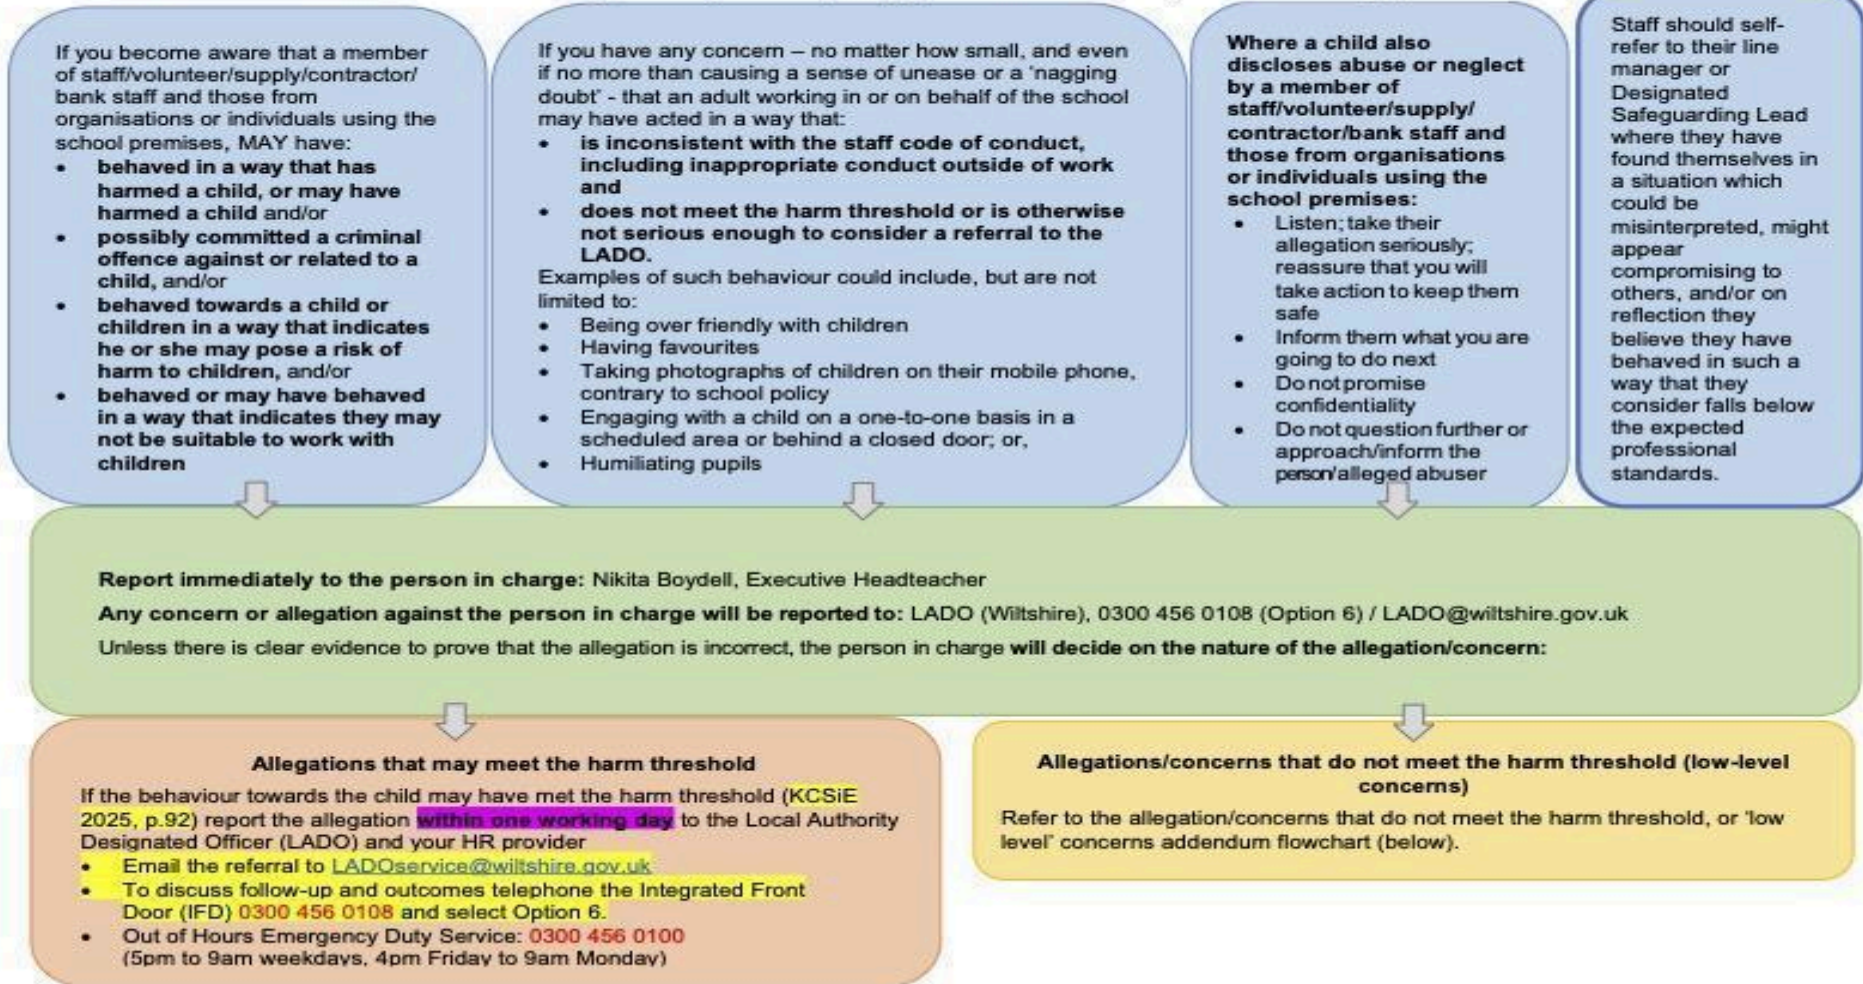 If you become aware that a member
of staff/volunteer/supply/contractor/
bank staff and those from
organisations or individuals using the
school premises, MAY have:
• behaved in a way that has
harmed a child, or may have
harmed a child and/or
• possibly committed a criminal
offence against or related to a
child, and/or
• behaved towards a child or
children in a way that indicates
he or she may pose a risk of
harm to children, and/or
• behaved or may have behaved
in a way that indicates they may
not be suitable to work with
children
If you have any concern – no matter how small, and even
if no more than causing a sense of unease or a 'nagging
doubt' - that an adult working in or on behalf of the school
may have acted in a way that:
• is inconsistent with the staff code of conduct,
including inappropriate conduct outside of work
and
• does not meet the harm threshold or is otherwise
not serious enough to consider a referral to the
LADO.
Examples of such behaviour could include, but are not
limited to:
• Being over friendly with children
• Having favourites
• Taking photographs of children on their mobile phone,
contrary to school policy
• Engaging with a child on a one-to-one basis in a
scheduled area or behind a closed door; or,
• Humiliating pupils
Where a child also
discloses abuse or neglect
by a member of
staff/volunteer/supply/
contractor/bank staff and
those from organisations
or individuals using the
school premises:
• Listen; take their
allegation seriously;
reassure that you will
take action to keep them
safe
• Inform them what you are
going to do next
• Do not promise
confidentiality
• Do not question further or
approach/inform the
person/alleged abuser
Staff should self-
refer to their line
manager or
Designated
Safeguarding Lead
where they have
found themselves in
a situation which
could be
misinterpreted, might
appear
compromising to
others, and/or on
reflection they
believe they have
behaved in such a
way that they
consider falls below
the expected
professional
standards.
Report immediately to the person in charge: Nikita Boydell, Executive Headteacher
Any concern or allegation against the person in charge will be reported to: LADO (Wiltshire), 0300 456 0108 (Option 6) / LADO@wiltshire.gov.uk
Unless there is clear evidence to prove that the allegation is incorrect, the person in charge will decide on the nature of the allegation/concern:
Allegations that may meet the harm threshold
If the behaviour towards the child may have met the harm threshold (KCSiE
2025, p.92) report the allegation within one working day to the Local Authority
Designated Officer (LADO) and your HR provider
• Email the referral to LADOservice@wiltshire.gov.uk
• To discuss follow-up and outcomes telephone the Integrated Front
Door (IFD) 0300 456 0108 and select Option 6.
• Out of Hours Emergency Duty Service: 0300 456 0100
(5pm to 9am weekdays, 4pm Friday to 9am Monday)
Allegations/concerns that do not meet the harm threshold (low-level
concerns)
Refer to the allegation/concerns that do not meet the harm threshold, or 'low
level' concerns addendum flowchart (below).